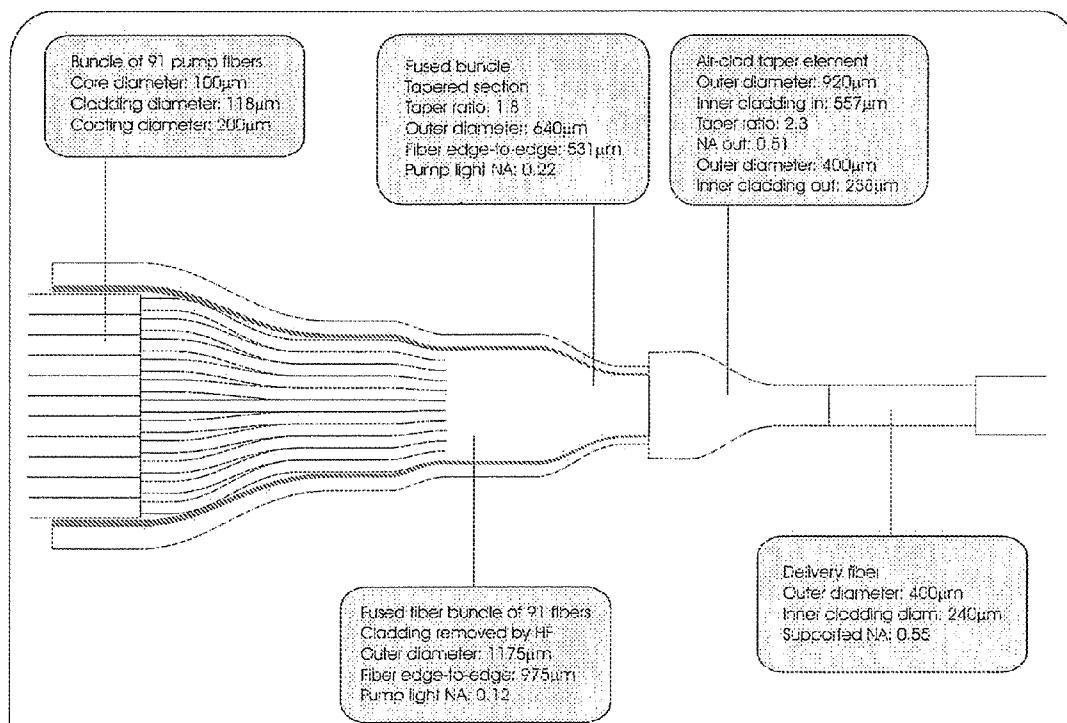 Bundle of 91 pump fibers
Core diameter: 100µm
Cladding diameter: 118µm
Coating diameter: 200µm
Fused bundle
Tapered section
Taper ratio: 1.8
Outer diameter: 640µm
Fiber edge-to-edge: 531µm
Pump light NA: 0.22
Air-clad taper element
Outer diameter: 920µm
Inner cladding in: 557µm
Taper ratio: 2.3
NA out: 0.51
Outer diameter: 400µm
Inner cladding out: 238µm
Fused fiber bundle of 91 fibers
Cladding removed by HF
Outer diameter: 1175µm
Fiber edge-to-edge: 975µm
Pump light NA: 0.12
Delivery fiber
Outer diameter: 400µm
Inner cladding diam: 240µm
Supported NA: 0.55